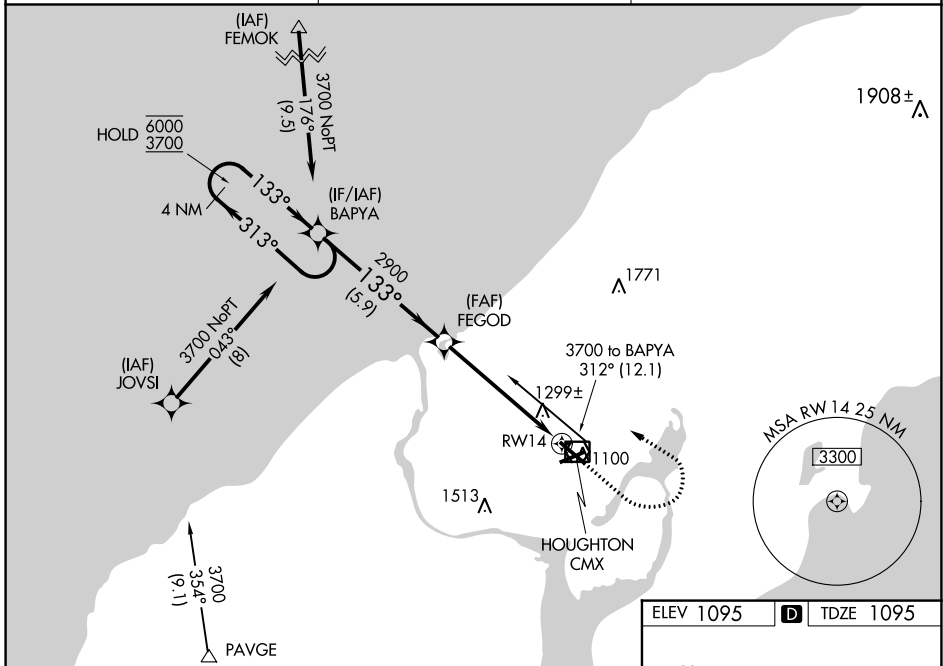 (IAF)
FEMOK
3700 NoPT
176°
(9.5)
1908±
HOLD
6000
3700
4 NM
133°
313°
(IF/IAF)
BAPYA
2900
133°
(5.9)
1771
(FAF)
FEGOD
3700 NoPT
043°
(8)
(IAF)
JOVSI
3700 to BAPYA
312° (12.1)
1299±
RW14
1100
MSA RW 14 25 NM
3300
1513
HOUGHTON
CMX
3700
354°
(9.1)
PAVGE
ELEV 1095 D TDZE 1095